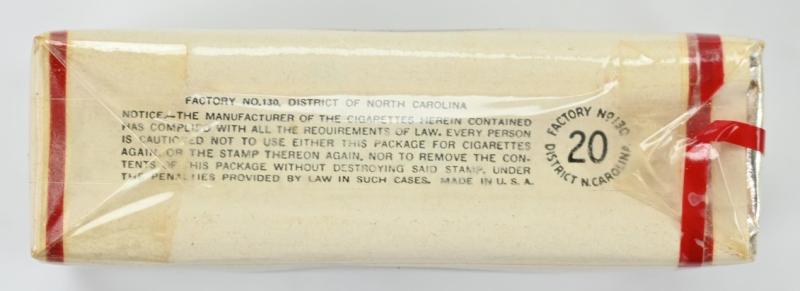 FACTORY NO.130, DISTRICT OF NORTH CAROLINA
NOTICE—THE MANUFACTURER OF THE CIGARETTES HEREIN CONTAINED
HAS COMPLIED WITH ALL THE REQUIREMENTS OF LAW. EVERY PERSON
IS CAUTIONED NOT TO USE EITHER THIS PACKAGE FOR CIGARETTES
AGAIN, OR THE STAMP THEREON AGAIN, NOR TO REMOVE THE CON-
TENTS OF THIS PACKAGE WITHOUT DESTROYING SAID STAMP, UNDER
THE PENALTIES PROVIDED BY LAW IN SUCH CASES. MADE IN U.S.A.
FACTORY NO 130
20
DISTRICT N.CAROLINA